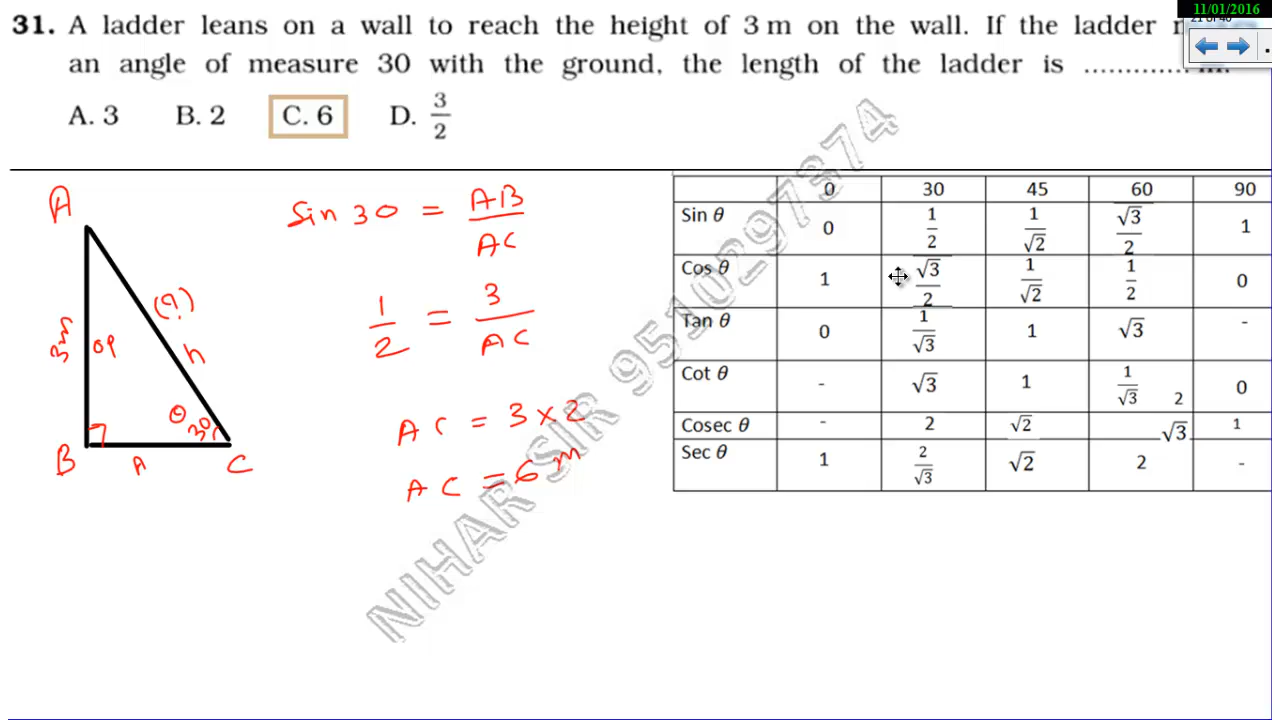 11/01/2016
21 of 40
31. A ladder leans on a wall to reach the height of 3 m on the wall. If the ladder
an angle of measure 30 with the ground, the length of the ladder is .............. m.
A. 3 B. 2 C. 6 D. 3/2
A
3m
op
(?)
h
θ
30
B
A
C
Sin 30 = AB/AC
1/2 = 3/AC
AC = 3 × 2
AC = 6 m
0 30 45 60 90
Sin θ 0 1/2 1/√2 √3/2 1
Cos θ 1 √3/2 1/√2 1/2 0
Tan θ 0 1/√3 1 √3 -
Cot θ - √3 1 1/√3 0
Cosec θ - 2 √2 2/√3 1
Sec θ 1 2/√3 √2 2 -
NIHAR SIR 9510297374